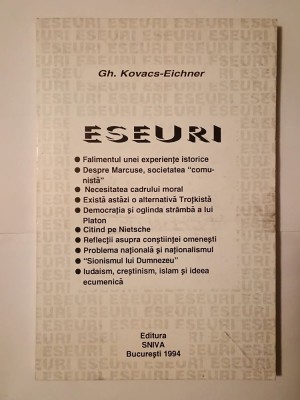 Gh. Kovacs-Eichner
ESEURI
● Falimentul unei experiențe istorice
● Despre Marcuse, societatea "comu-
nistă"
● Necesitatea cadrului moral
● Există astăzi o alternativă Troțkistă
● Democrația și oglinda strâmbă a lui
Platon
● Citind pe Nietsche
● Reflecții asupra conștiinței omenești
● Problema națională și naționalismul
● "Sionismul lui Dumnezeu"
● Iudaism, creștinism, islam și ideea
ecumenică
Editura
SNIVA
București 1994